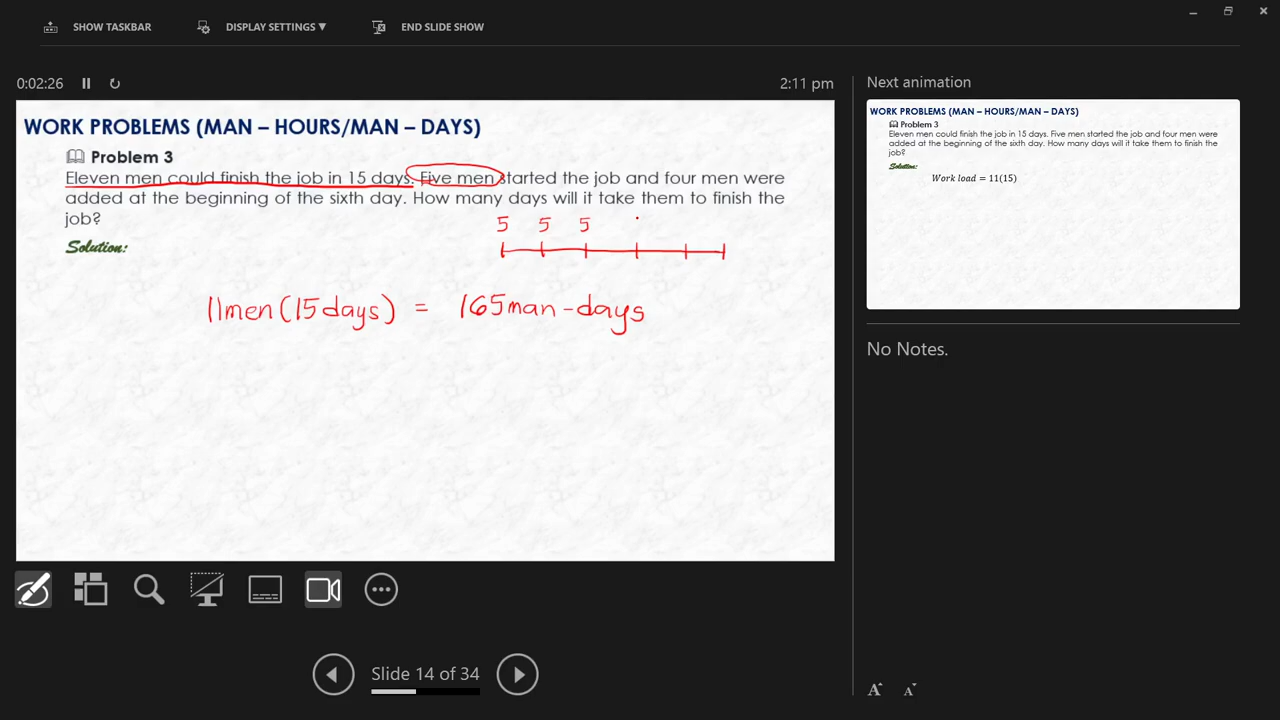 SHOW TASKBAR DISPLAY SETTINGS ▼ END SLIDE SHOW
0:02:26 2:11 pm
WORK PROBLEMS (MAN – HOURS/MAN – DAYS)
Problem 3
Eleven men could finish the job in 15 days. Five men started the job and four men were
added at the beginning of the sixth day. How many days will it take them to finish the
job?
Solution:
5 5 5
11men(15days) = 165man-days
Slide 14 of 34
Next animation
WORK PROBLEMS (MAN – HOURS/MAN – DAYS)
Problem 3
Eleven men could finish the job in 15 days. Five men started the job and four men were
added at the beginning of the sixth day. How many days will it take them to finish the
job?
Solution:
Work load = 11(15)
No Notes.
A A